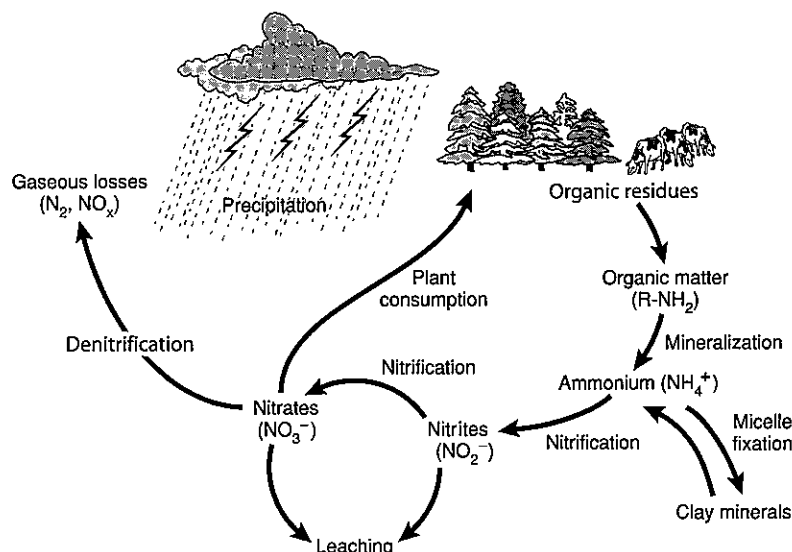 Gaseous losses
(N₂, NOₓ)
Precipitation
Organic residues
Plant
consumption
Organic matter
(R-NH₂)
Denitrification
Mineralization
Nitrification
Ammonium (NH₄⁺)
Nitrates
(NO₃⁻)
Nitrites
(NO₂⁻)
Nitrification
Micelle
fixation
Clay minerals
Leaching